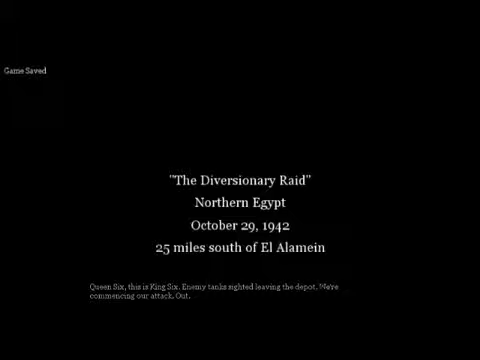 Game Saved
"The Diversionary Raid"
Northern Egypt
October 29, 1942
25 miles south of El Alamein
Queen Six, this is King Six. Enemy tanks sighted leaving the depot. We're
commencing our attack. Out.